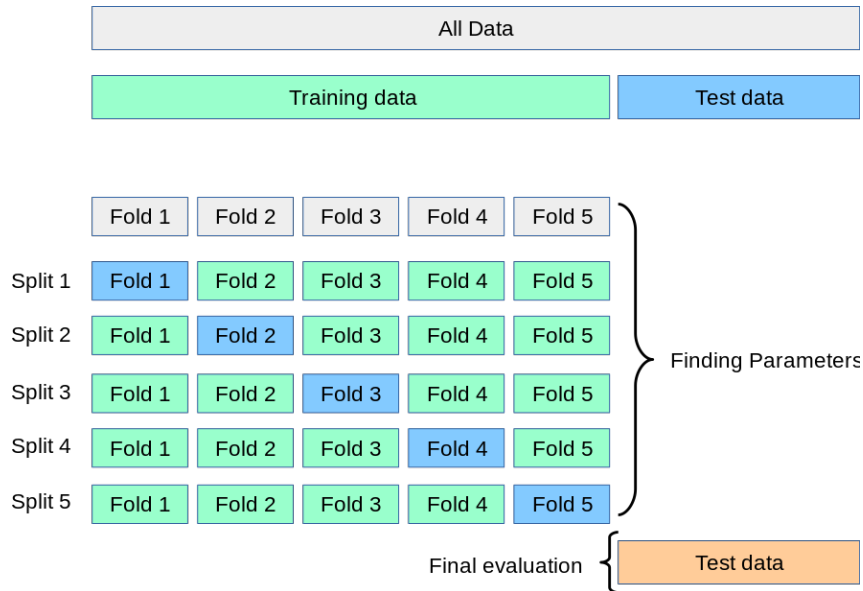 All Data
Training data Test data
Fold 1 Fold 2 Fold 3 Fold 4 Fold 5
Split 1 Fold 1 Fold 2 Fold 3 Fold 4 Fold 5
Split 2 Fold 1 Fold 2 Fold 3 Fold 4 Fold 5
Finding Parameters
Split 3 Fold 1 Fold 2 Fold 3 Fold 4 Fold 5
Split 4 Fold 1 Fold 2 Fold 3 Fold 4 Fold 5
Split 5 Fold 1 Fold 2 Fold 3 Fold 4 Fold 5
Final evaluation Test data